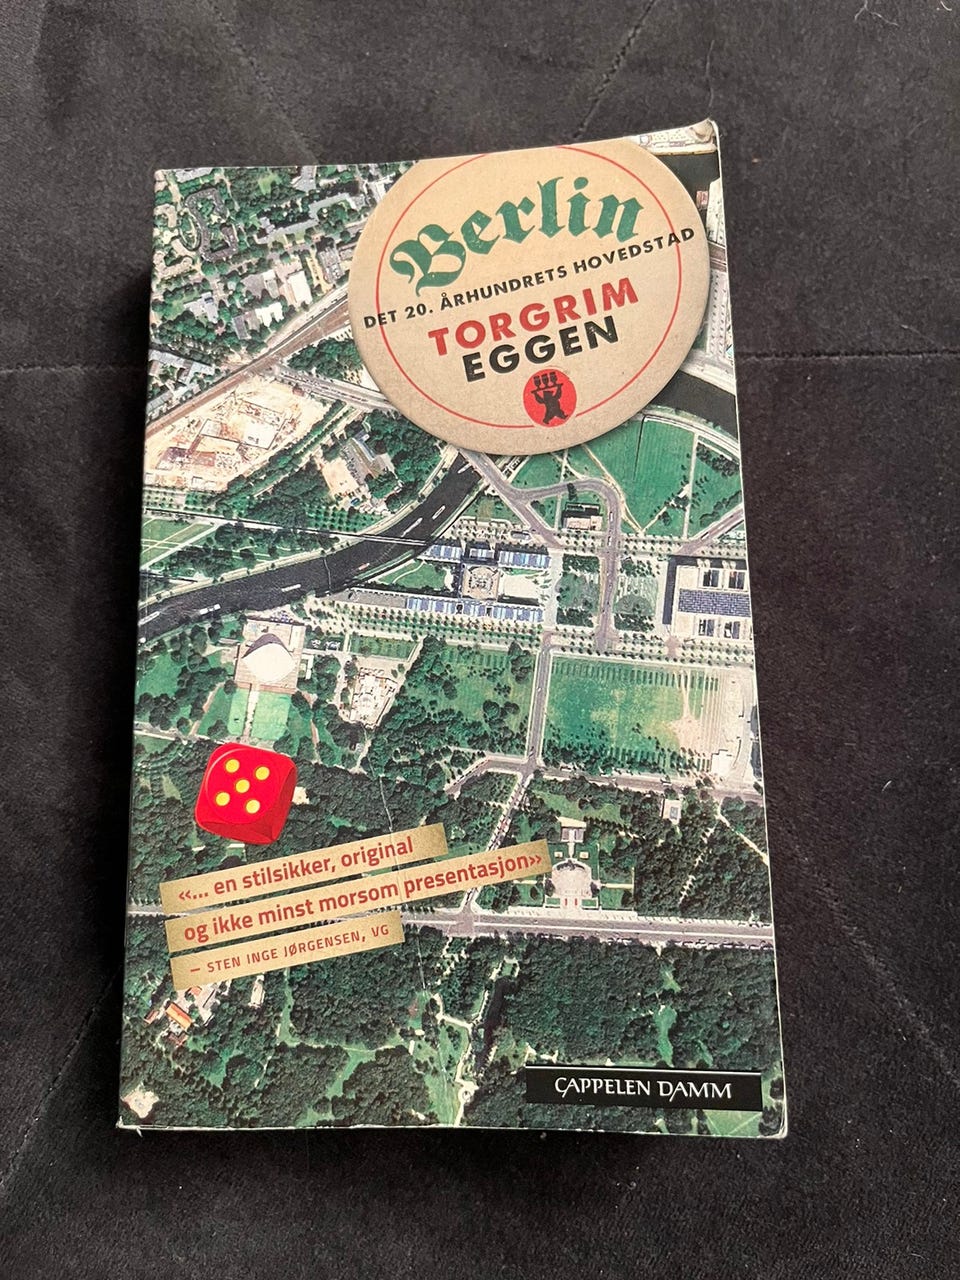 Berlin
DET 20. ÅRHUNDRETS HOVEDSTAD
TORGRIM
EGGEN
«... en stilsikker, original
og ikke minst morsom presentasjon»
– STEN INGE JØRGENSEN, VG
CAPPELEN DAMM